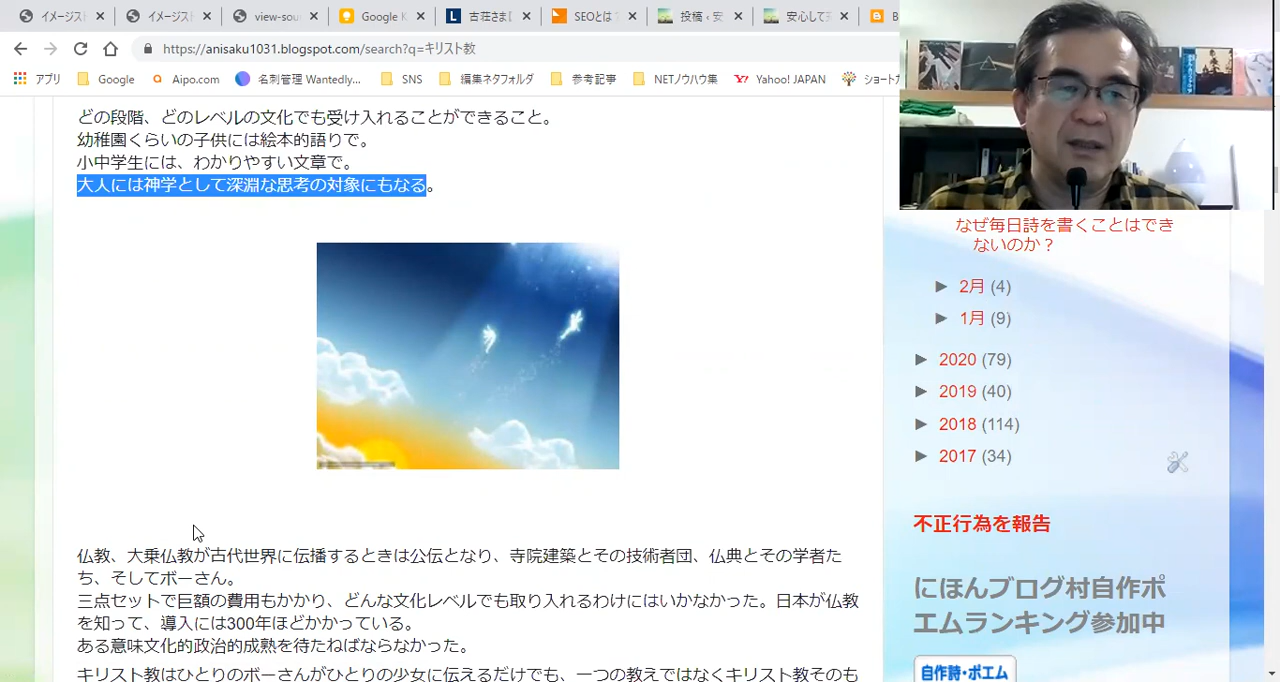 イメージス
イメージス
view-sou
Google K
古荘さま
SEOとは
投稿 ‹ 安
安心して
https://anisaku1031.blogspot.com/search?q=キリスト教
アプリ
Google
Aipo.com
名刺管理 Wantedly...
SNS
編集ネタフォルダ
参考記事
NETノウハウ集
Yahoo! JAPAN
ショートカ
どの段階、どのレベルの文化でも受け入れることができること。
幼稚園くらいの子供には絵本的語りで。
小中学生には、わかりやすい文章で。
大人には神学として深淵な思考の対象にもなる。
なぜ毎日詩を書くことはでき
ないのか？
► 2月 (4)
► 1月 (9)
► 2020 (79)
► 2019 (40)
► 2018 (114)
► 2017 (34)
不正行為を報告
にほんブログ村自作ポ
エムランキング参加中
自作詩・ポエム
仏教、大乗仏教が古代世界に伝播するときは公伝となり、寺院建築とその技術者団、仏典とその学者た
ち、そしてボーさん。
三点セットで巨額の費用もかかり、どんな文化レベルでも取り入れるわけにはいかなかった。日本が仏教
を知って、導入には300年ほどかかっている。
ある意味文化的政治的成熟を待たねばならなかった。
キリスト教はひとりのボーさんがひとりの少女に伝えるだけでも、一つの教えではなくキリスト教そのも